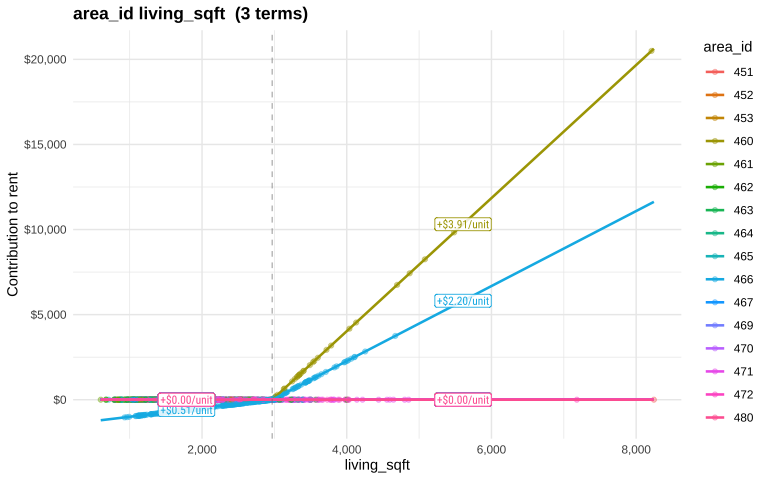 area_id living_sqft (3 terms)
$20,000
$15,000
$10,000
$5,000
$0
Contribution to rent
+$3.91/unit
+$2.20/unit
+$0.00/unit
+$0.00/unit
+$0.51/unit
2,000
4,000
6,000
8,000
living_sqft
area_id
451
452
453
460
461
462
463
464
465
466
467
469
470
471
472
480